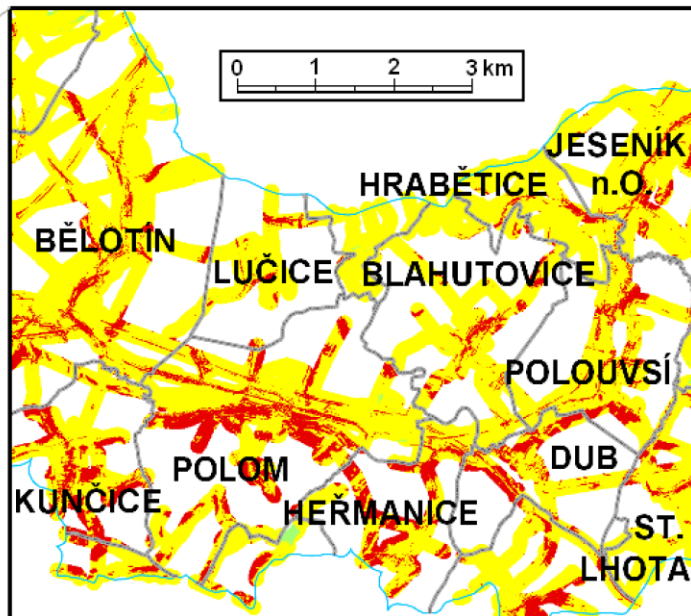 0 1 2 3 km
JESENÍK
n.O.
HRABĚTICE
BĚLOTÍN
LUČICE
BLAHUTOVICE
POLOUVSÍ
DUB
POLOM
KUNČICE
HEŘMANICE
ST.
LHOTA